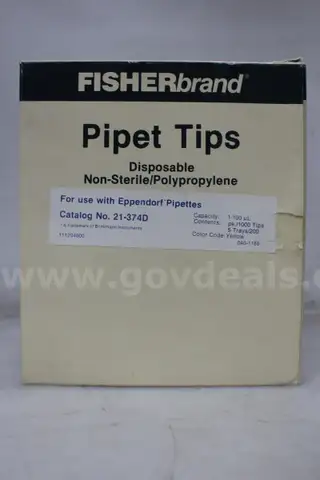 FISHERbrand®
Pipet Tips
Disposable
Non-Sterile/Polypropylene
For use with Eppendorf* Pipettes
Catalog No. 21-374D
Capacity: 1-100 µL
Contents: pk./1000 Tips
5 Trays/200
Color Code: Yellow
www.govdeals.com